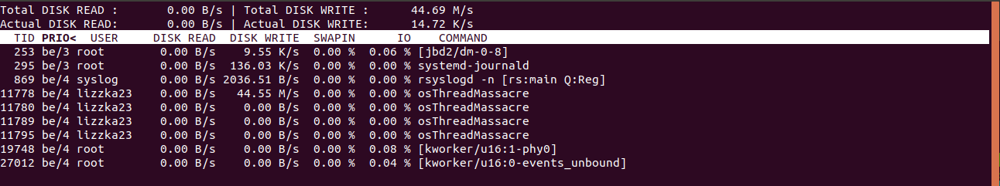 Total DISK READ :       0.00 B/s | Total DISK WRITE :      44.69 M/s
Actual DISK READ:       0.00 B/s | Actual DISK WRITE:      14.72 K/s
  TID PRIO<  USER     DISK READ  DISK WRITE  SWAPIN      IO    COMMAND
  253 be/3 root        0.00 B/s    9.55 K/s  0.00 %  0.06 % [jbd2/dm-0-8]
  295 be/3 root        0.00 B/s  136.03 K/s  0.00 %  0.00 % systemd-journald
  869 be/4 syslog      0.00 B/s 2036.51 B/s  0.00 %  0.00 % rsyslogd -n [rs:main Q:Reg]
11778 be/4 lizzka23    0.00 B/s   44.55 M/s  0.00 %  0.00 % osThreadMassacre
11780 be/4 lizzka23    0.00 B/s    0.00 B/s  0.00 %  0.00 % osThreadMassacre
11789 be/4 lizzka23    0.00 B/s    0.00 B/s  0.00 %  0.00 % osThreadMassacre
11795 be/4 lizzka23    0.00 B/s    0.00 B/s  0.00 %  0.00 % osThreadMassacre
19748 be/4 root        0.00 B/s    0.00 B/s  0.00 %  0.08 % [kworker/u16:1-phy0]
27012 be/4 root        0.00 B/s    0.00 B/s  0.00 %  0.04 % [kworker/u16:0-events_unbound]